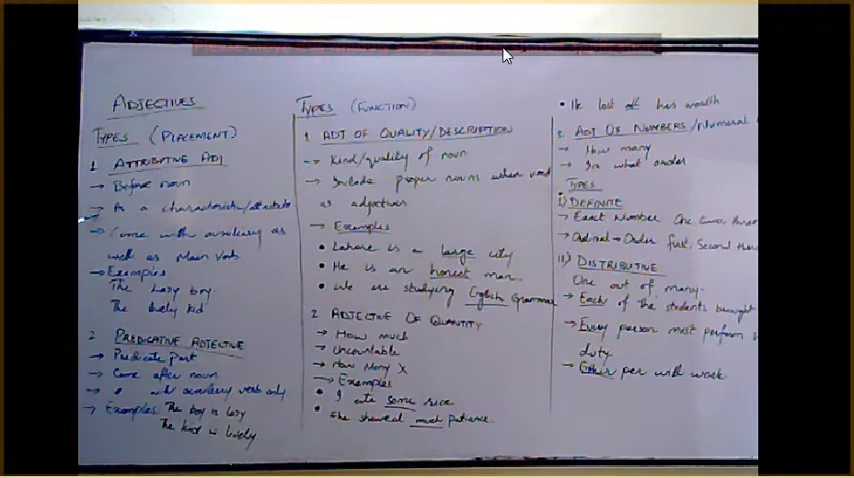 ADJECTIVES
TYPES (PLACEMENT)
1. ATTRIBUTIVE ADJ
→ Before noun
→ As a characteristic/attribute
→ Come with auxiliary as
well as Main Verb
→ Examples
The lazy boy.
The lively kid
2 PREDICATIVE ADJECTIVE
→ Predicate Part
→ Come after noun
→ with auxiliary verb only
→ Examples The boy is lazy
The kid is lively
TYPES (FUNCTION)
1. ADJ OF QUALITY/DESCRIPTION
→ Kind/quality of noun
→ Include proper nouns when used
as adjectives
→ Examples
• Lahore is a large city
• He is an honest man.
• We are studying English Grammar
2 ADJECTIVE OF QUANTITY
→ How much
→ Uncountable
→ How Many X
→ Examples
• I ate some rice
• She showed much patience.
• He lost all his wealth
3. ADJ OF NUMBERS/Numeral
→ How many
→ In what order
TYPES
i) DEFINITE
→ Exact Number One three
→ Ordinal → Order first, Second
ii) DISTRIBUTIVE
One out of many.
→ Each of the students brought
→ Every person must perform
duty
→ Either pen will work